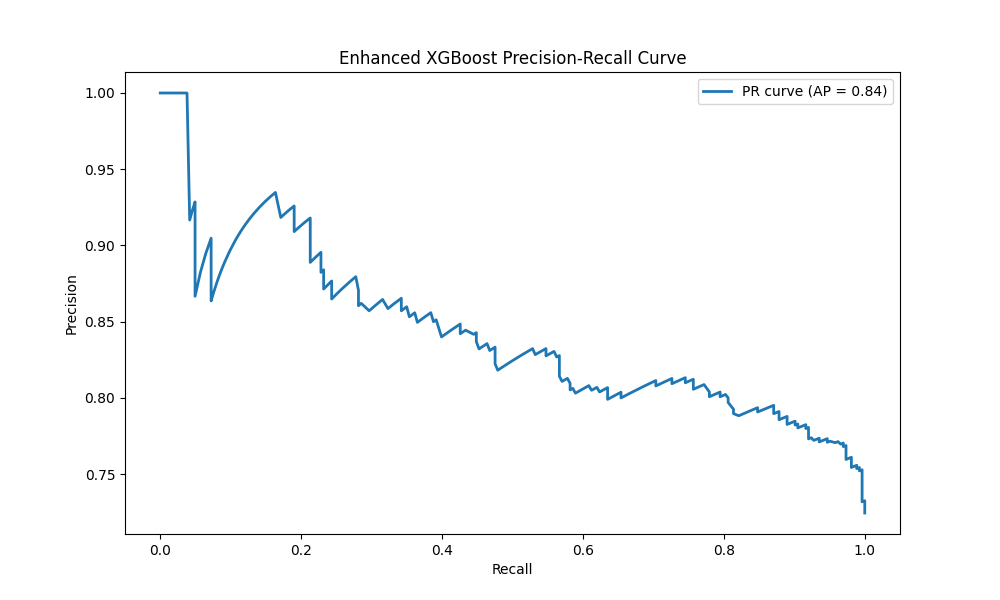 Enhanced XGBoost Precision-Recall Curve
PR curve (AP = 0.84)
1.00
0.95
0.90
0.85
0.80
0.75
Precision
0.0 0.2 0.4 0.6 0.8 1.0
Recall